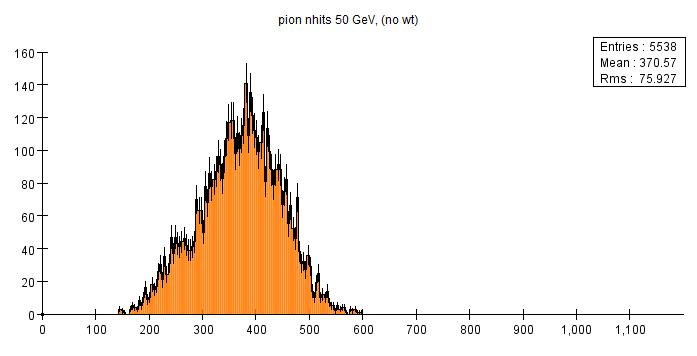 pion nhits 50 GeV, (no wt)
Entries : 5538
Mean : 370.57
Rms : 75.927
160
140
120
100
80
60
40
20
0
0 100 200 300 400 500 600 700 800 900 1,000 1,100